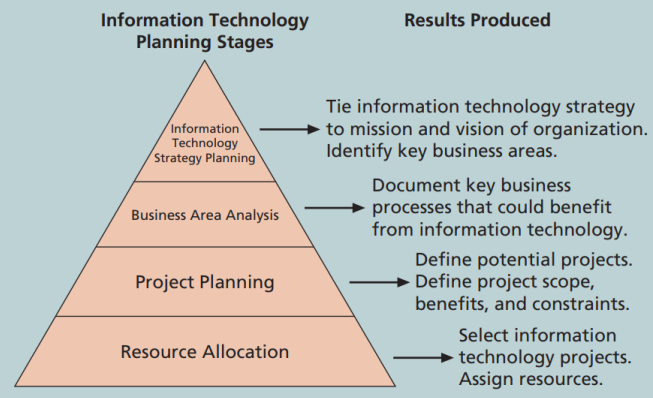 Information Technology
Planning Stages
Results Produced
Information
Technology
Strategy Planning
Tie information technology strategy
to mission and vision of organization.
Identify key business areas.
Business Area Analysis
Document key business
processes that could benefit
from information technology.
Project Planning
Define potential projects.
Define project scope,
benefits, and constraints.
Resource Allocation
Select information
technology projects.
Assign resources.